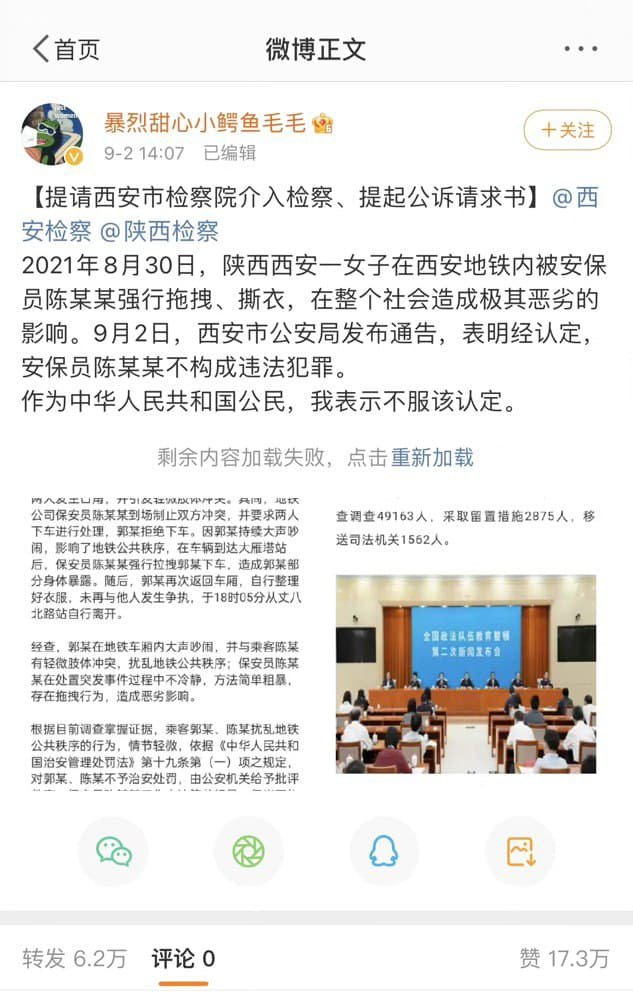 首页
微博正文
暴烈甜心小鳄鱼毛毛
9-2 14:07 已编辑
+关注
【提请西安市检察院介入检察、提起公诉请求书】@西
安检察 @陕西检察
2021年8月30日，陕西西安一女子在西安地铁内被安保
员陈某某强行拖拽、撕衣，在整个社会造成极其恶劣的
影响。9月2日，西安市公安局发布通告，表明经认定，
安保员陈某某不构成违法犯罪。
作为中华人民共和国公民，我表示不服该认定。
剩余内容加载失败，点击重新加载
两人发生口角，并引发轻微肢体冲突。其间，地铁
公司保安员陈某某到场制止双方冲突，并要求两人
下车进行处理，郭某拒绝下车。因郭某持续大声吵
闹，影响了地铁公共秩序，在车辆到达大雁塔站
后，保安员陈某某强行拉拽郭某下车，造成郭某部
分身体暴露。随后，郭某再次返回车厢，自行整理
好衣服，未再与他人发生争执，于18时05分从丈八
北路站自行离开。
经查，郭某在地铁车厢内大声吵闹，并与乘客陈某
有轻微肢体冲突，扰乱地铁公共秩序；保安员陈某
某在处置突发事件过程中不冷静，方法简单粗暴，
存在拖拽行为，造成恶劣影响。
根据目前调查掌握证据，乘客郭某、陈某扰乱地铁
公共秩序的行为，情节轻微，依据《中华人民共和
国治安管理处罚法》第十九条第（一）项之规定，
对郭某、陈某不予治安处罚，由公安机关给予批评
查调查49163人，采取留置措施2875人，移
送司法机关1562人。
全国政法队伍教育整顿
第二次新闻发布会
转发 6.2万
评论 0
赞 17.3万